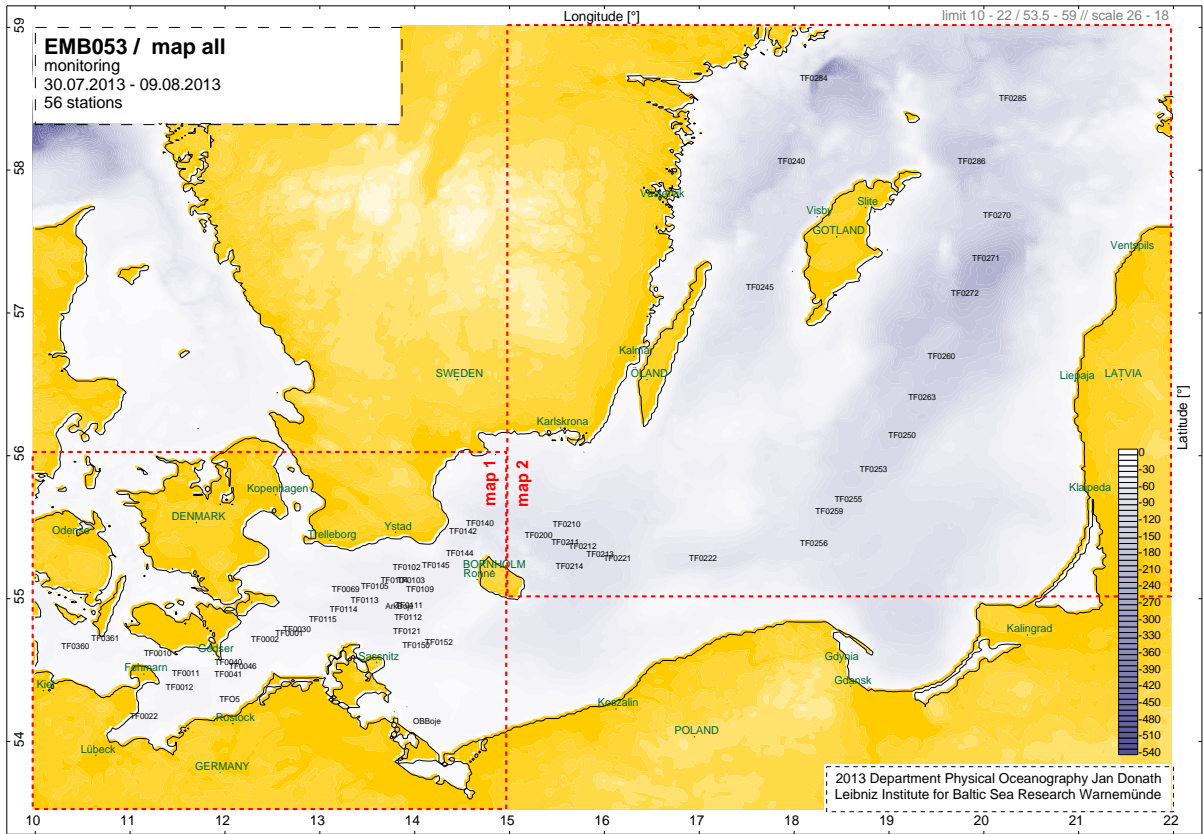 Longitude [°]
limit 10 - 22 / 53.5 - 59 // scale 26 - 18
EMB053 / map all
monitoring
30.07.2013 - 09.08.2013
56 stations
59
58
57
56
55
54
TF0284
TF0285
TF0240
TF0286
Visby
Slite
GOTLAND
TF0270
Ventspils
TF0271
TF0245
TF0272
Kalmar
ÖLAND
SWEDEN
TF0260
Liepaja
LATVIA
TF0263
Karlskrona
TF0250
Latitude [°]
map 1
map 2
TF0253
Kopenhagen
Klaipeda
DENMARK
Odense
Trelleborg
Ystad
TF0140
TF0142
TF0210
TF0200
TF0211
TF0212
TF0213
TF0221
TF0214
TF0222
TF0255
TF0259
TF0256
TF0144
TF0145
BORNHOLM
Rönne
TF0102
TF0103
TF0105
TF0109
TF0069
TF0113
TF0114
TF0111
TF0112
TF0115
TF0030
TF0001
TF0002
TF0121
TF0152
TF0150
TF0361
TF0360
TF0010
Gedser
TF0040
TF0046
TF0041
Fehmarn
TF0011
TF0012
Sassnitz
Kiel
TFO5
TF0022
Rostock
OBBoje
Lübeck
GERMANY
Koszalin
POLAND
Gdynia
Gdansk
Kalingrad
0
-30
-60
-90
-120
-150
-180
-210
-240
-270
-300
-330
-360
-390
-420
-450
-480
-510
-540
2013 Department Physical Oceanography Jan Donath
Leibniz Institute for Baltic Sea Research Warnemünde
10 11 12 13 14 15 16 17 18 19 20 21 22